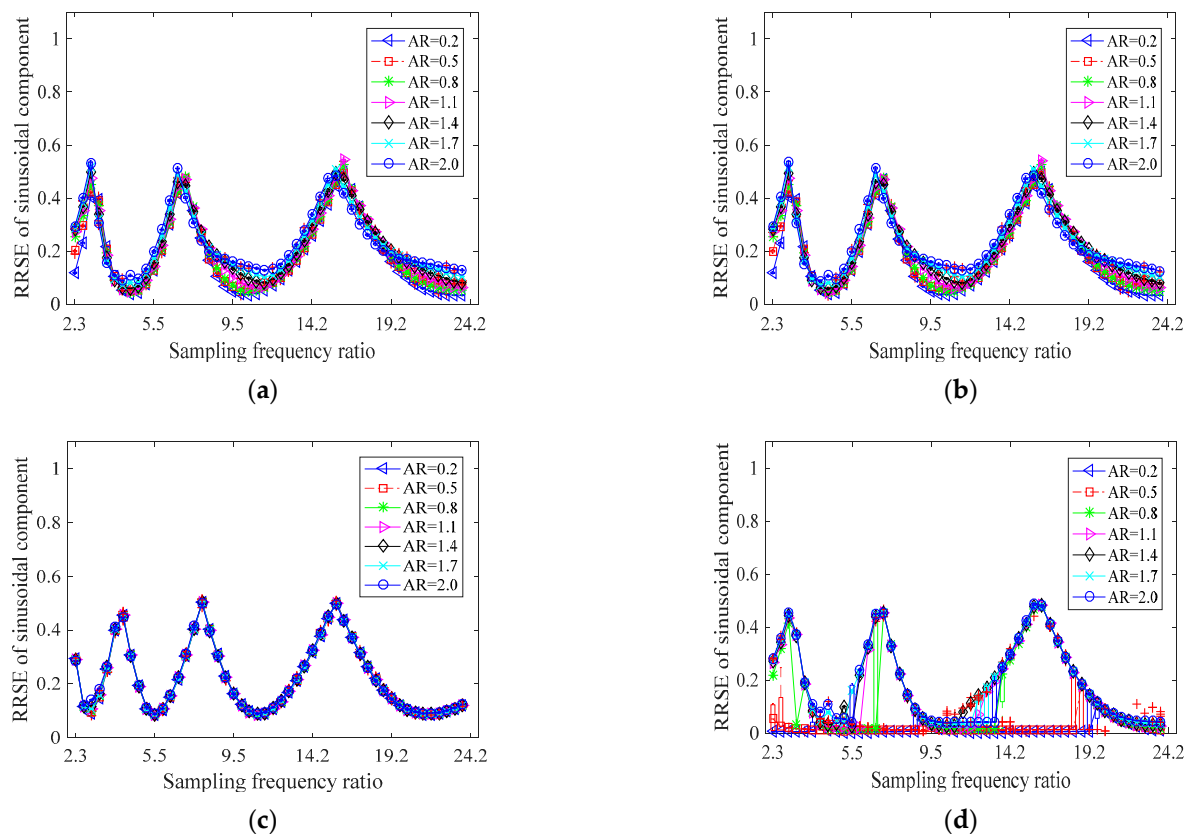 RRSE of sinusoidal component
1
0.8
0.6
0.4
0.2
0
AR=0.2
AR=0.5
AR=0.8
AR=1.1
AR=1.4
AR=1.7
AR=2.0
2.3 5.5 9.5 14.2 19.2 24.2
Sampling frequency ratio
(a)
RRSE of sinusoidal component
1
0.8
0.6
0.4
0.2
0
AR=0.2
AR=0.5
AR=0.8
AR=1.1
AR=1.4
AR=1.7
AR=2.0
2.3 5.5 9.5 14.2 19.2 24.2
Sampling frequency ratio
(b)
RRSE of sinusoidal component
1
0.8
0.6
0.4
0.2
0
AR=0.2
AR=0.5
AR=0.8
AR=1.1
AR=1.4
AR=1.7
AR=2.0
2.3 5.5 9.5 14.2 19.2 24.2
Sampling frequency ratio
(c)
RRSE of sinusoidal component
1
0.8
0.6
0.4
0.2
0
AR=0.2
AR=0.5
AR=0.8
AR=1.1
AR=1.4
AR=1.7
AR=2.0
2.3 5.5 9.5 14.2 19.2 24.2
Sampling frequency ratio
(d)